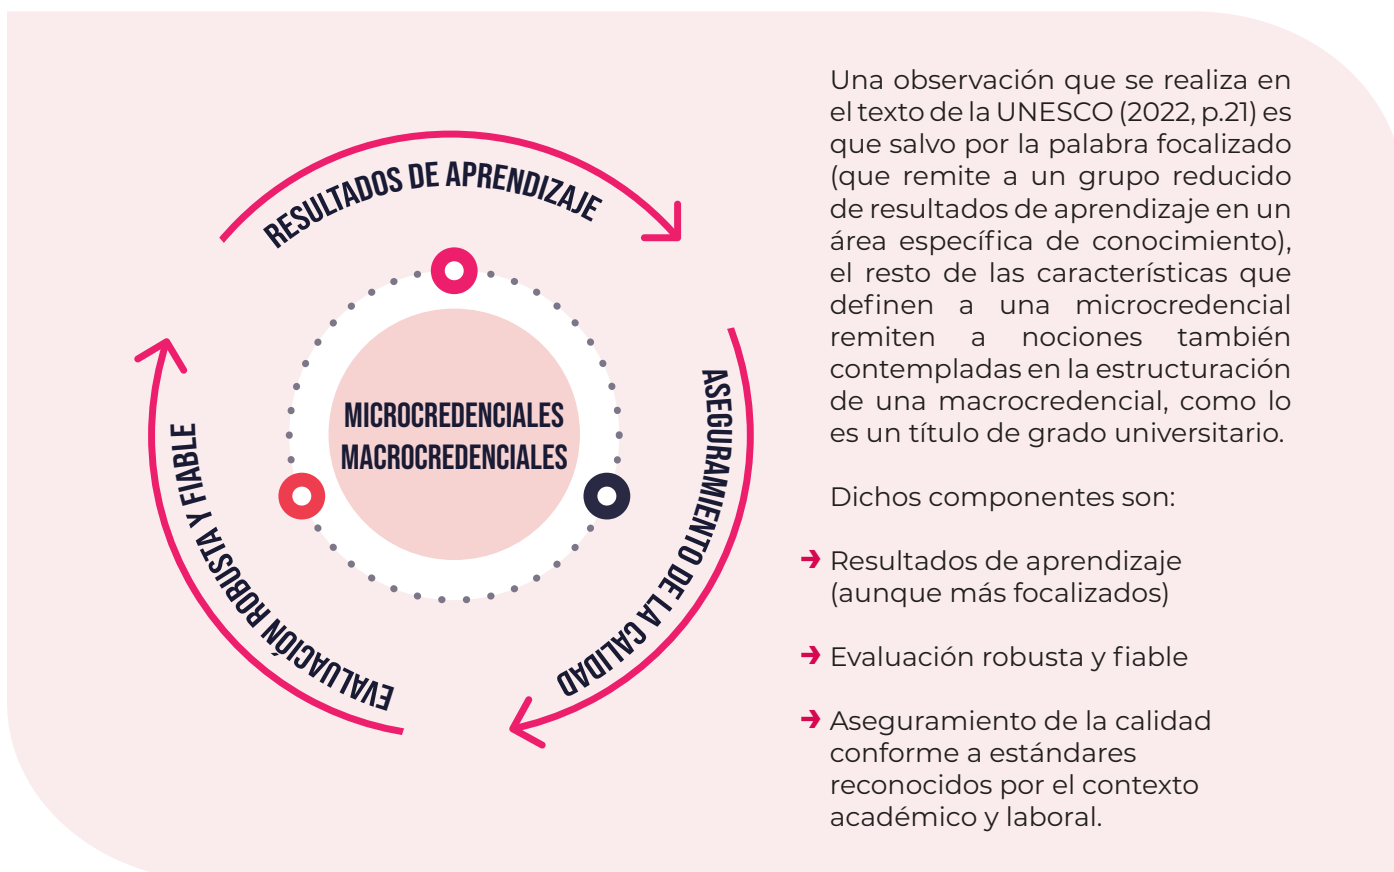 RESULTADOS DE APRENDIZAJE
ASEGURAMIENTO DE LA CALIDAD
EVALUACIÓN ROBUSTA Y FIABLE
MICROCREDENCIALES
MACROCREDENCIALES
Una observación que se realiza en
el texto de la UNESCO (2022, p.21) es
que salvo por la palabra focalizado
(que remite a un grupo reducido
de resultados de aprendizaje en un
área específica de conocimiento),
el resto de las características que
definen a una microcredencial
remiten a nociones también
contempladas en la estructuración
de una macrocredencial, como lo
es un título de grado universitario.
Dichos componentes son:
Resultados de aprendizaje
(aunque más focalizados)
Evaluación robusta y fiable
Aseguramiento de la calidad
conforme a estándares
reconocidos por el contexto
académico y laboral.